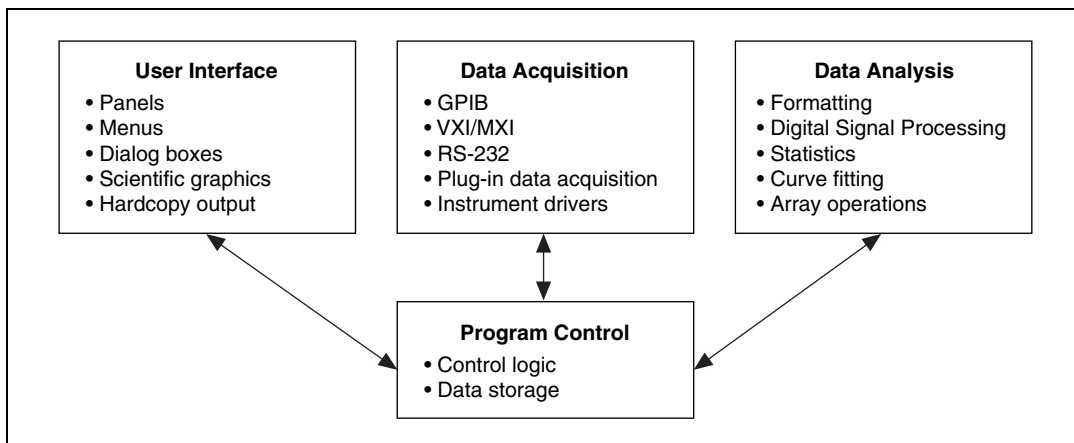 User Interface
• Panels
• Menus
• Dialog boxes
• Scientific graphics
• Hardcopy output
Data Acquisition
• GPIB
• VXI/MXI
• RS-232
• Plug-in data acquisition
• Instrument drivers
Data Analysis
• Formatting
• Digital Signal Processing
• Statistics
• Curve fitting
• Array operations
Program Control
• Control logic
• Data storage